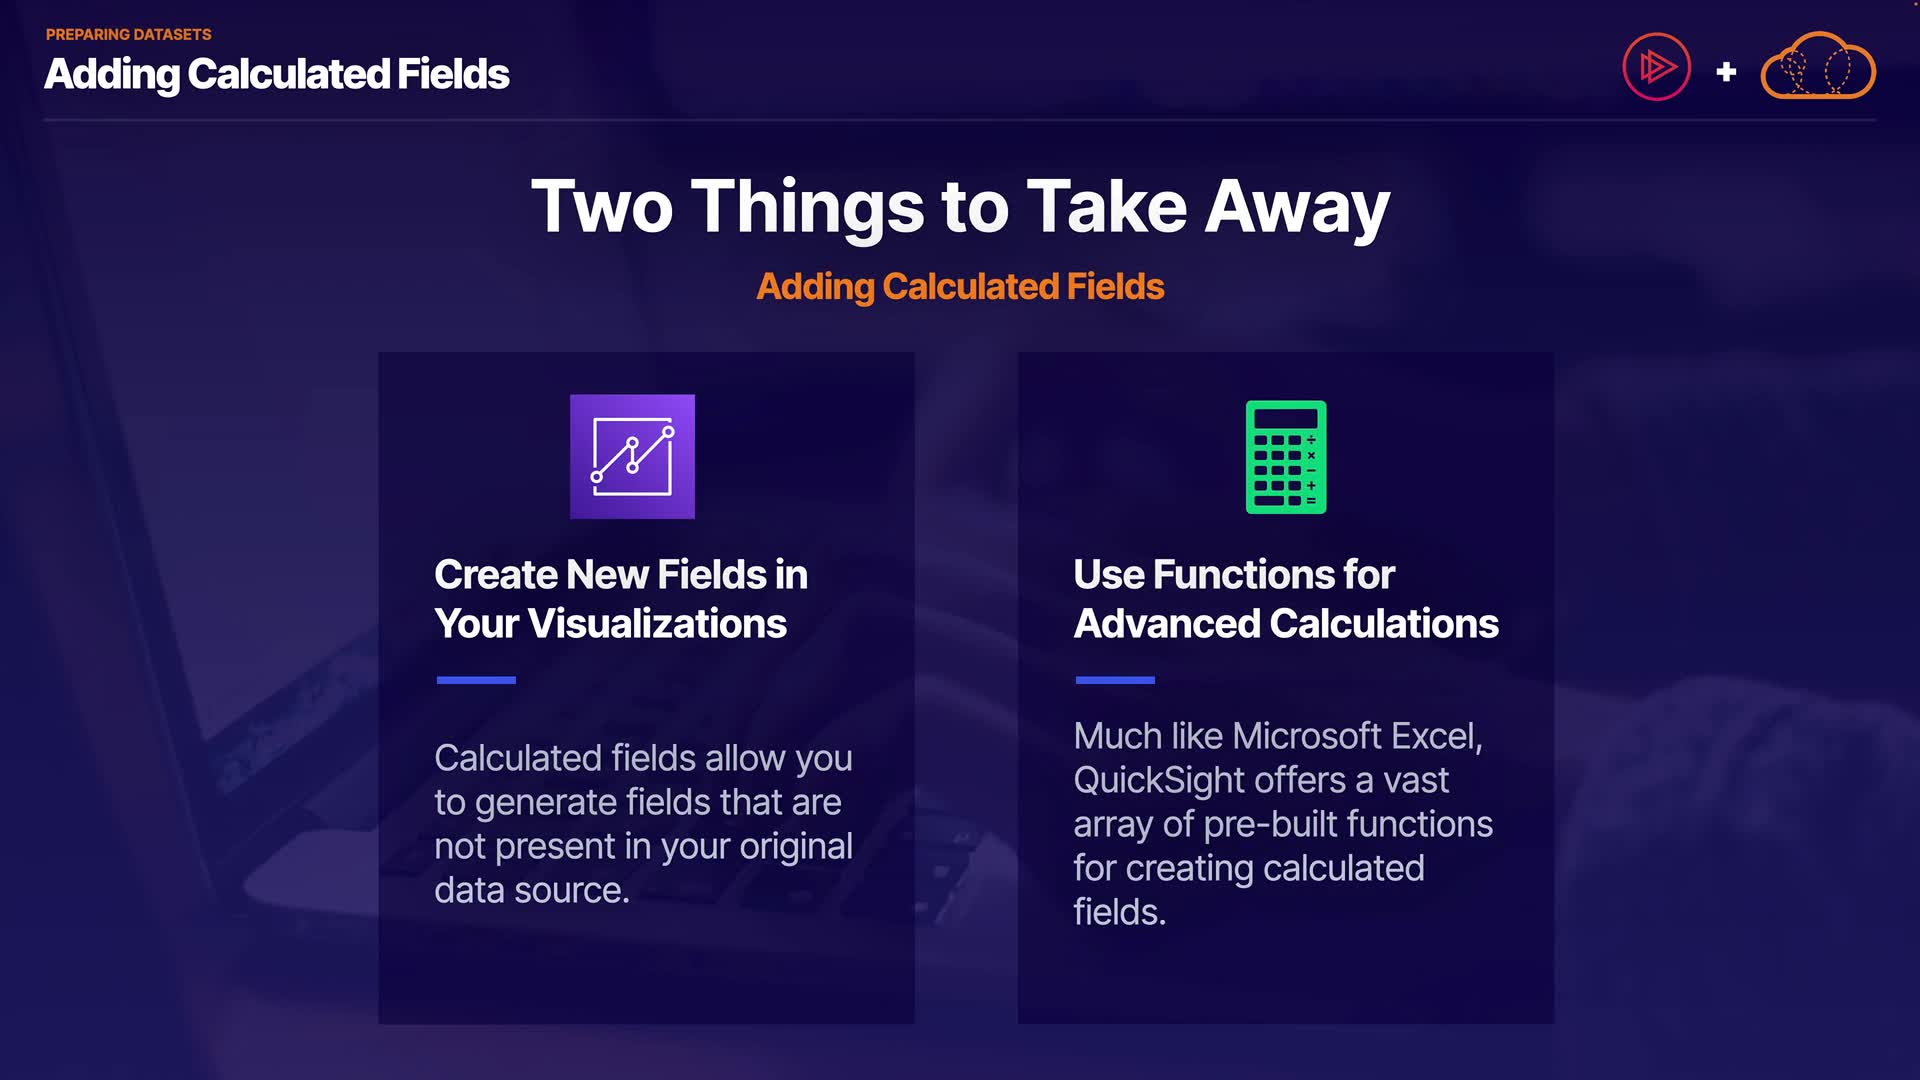 PREPARING DATASETS
Adding Calculated Fields
Two Things to Take Away
Adding Calculated Fields
Create New Fields in
Your Visualizations
Calculated fields allow you
to generate fields that are
not present in your original
data source.
Use Functions for
Advanced Calculations
Much like Microsoft Excel,
QuickSight offers a vast
array of pre-built functions
for creating calculated
fields.